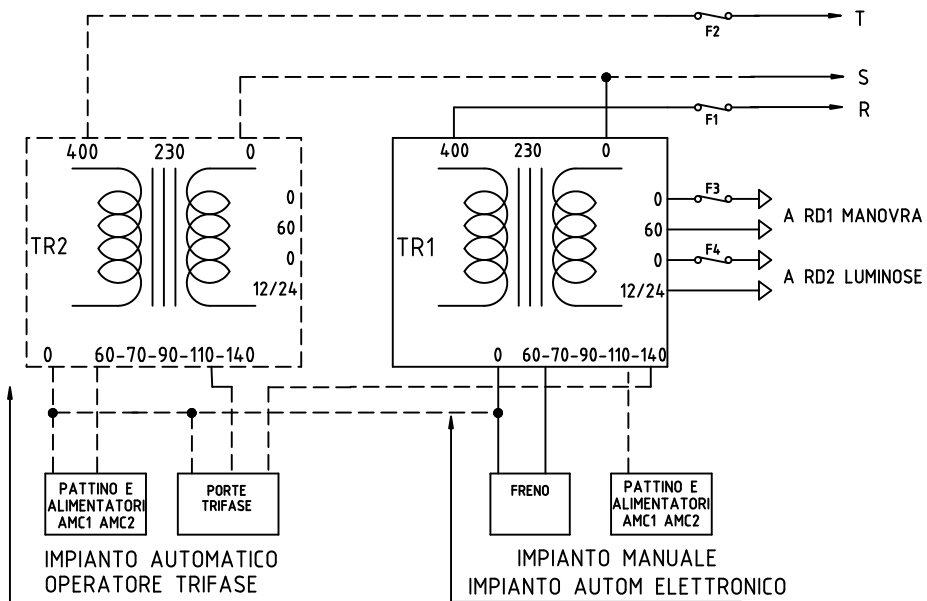 T
F2
S
R
F1
400 230 0
400 230 0
0
60
0
12/24
TR2
0
60
0
12/24
TR1
F3
F4
A RD1 MANOVRA
A RD2 LUMINOSE
0 60-70-90-110-140
0 60-70-90-110-140
PATTINO E
ALIMENTATORI
AMC1 AMC2
PORTE
TRIFASE
FRENO
PATTINO E
ALIMENTATORI
AMC1 AMC2
IMPIANTO AUTOMATICO
OPERATORE TRIFASE
IMPIANTO MANUALE
IMPIANTO AUTOM ELETTRONICO